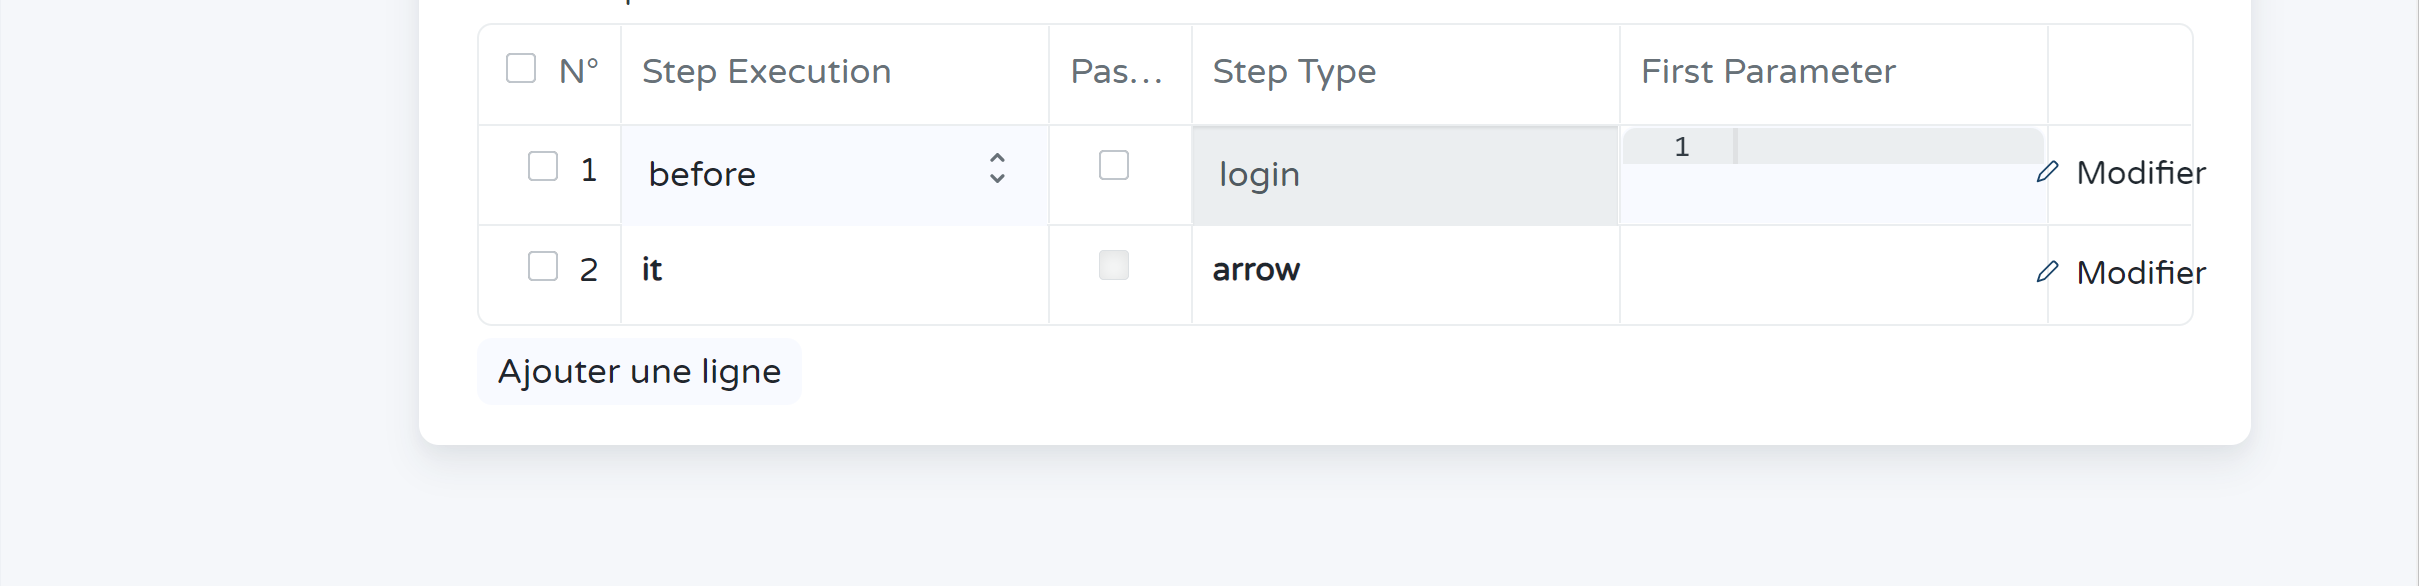 N° Step Execution Pas... Step Type First Parameter
1 before login 1 Modifier
2 it arrow Modifier
Ajouter une ligne